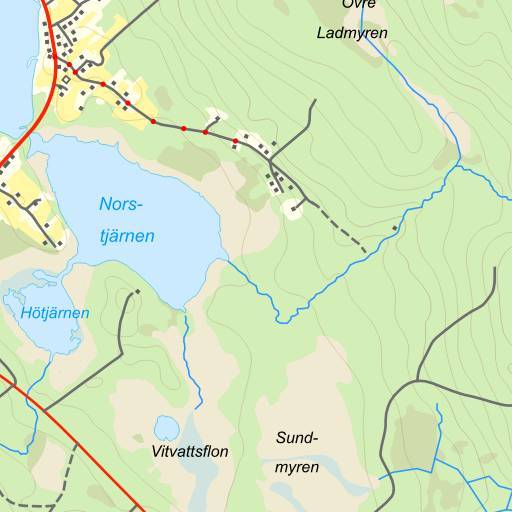 Övre
Ladmyren
Nors-
tjärnen
Hötjärnen
Vitvattsflon
Sund-
myren